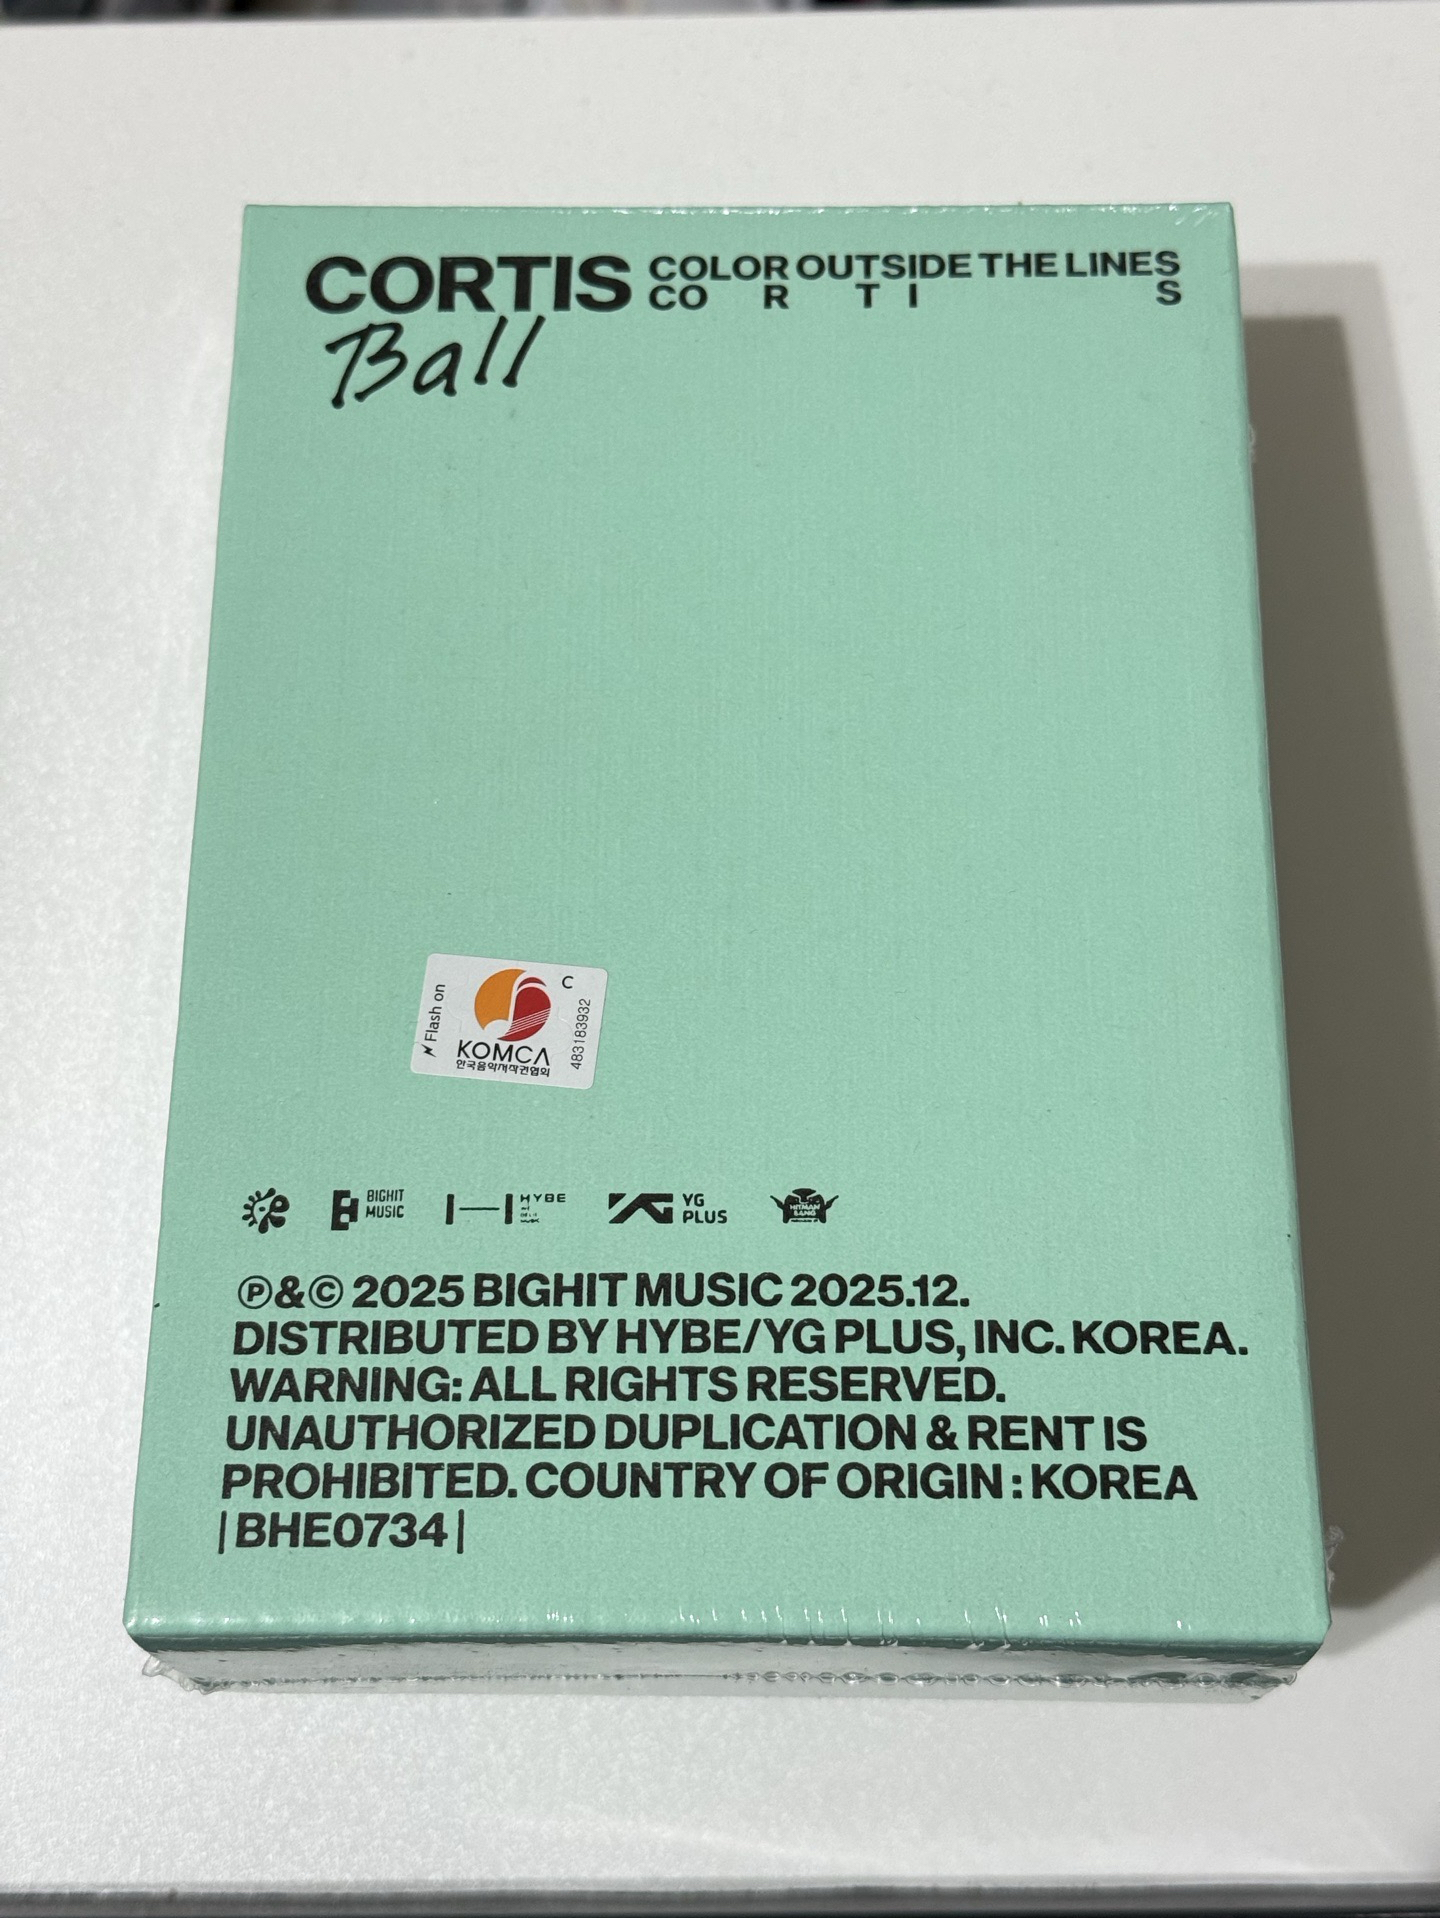 CORTIS COLOR OUTSIDE THE LINES
CO R T I S
Ball
Flash on
C
KOMCA
한국음악저작권협회
483183932
BIGHIT
MUSIC
HYBE
YG
PLUS
HITMAN
BANG
Ⓟ&© 2025 BIGHIT MUSIC 2025.12.
DISTRIBUTED BY HYBE/YG PLUS, INC. KOREA.
WARNING: ALL RIGHTS RESERVED.
UNAUTHORIZED DUPLICATION & RENT IS
PROHIBITED. COUNTRY OF ORIGIN : KOREA
|BHE0734|